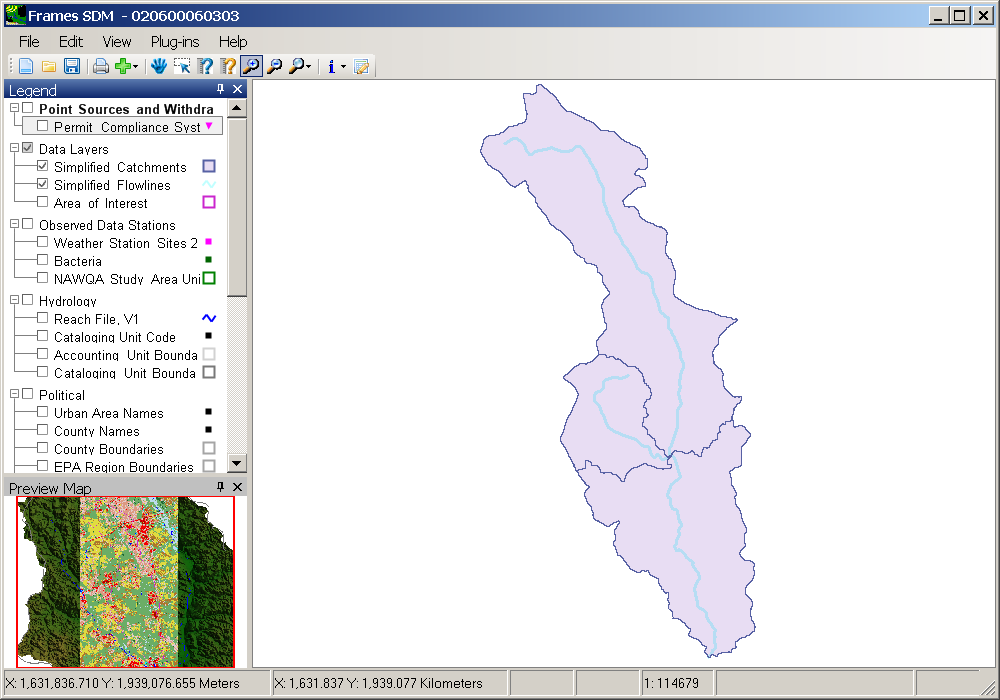 Frames SDM - 020600060303
File Edit View Plug-ins Help
Legend
Point Sources and Withdra
Permit Compliance Syst
Data Layers
Simplified Catchments
Simplified Flowlines
Area of Interest
Observed Data Stations
Weather Station Sites 2
Bacteria
NAWQA Study Area Uni
Hydrology
Reach File, V1
Cataloging Unit Code
Accounting Unit Bounda
Cataloging Unit Bounda
Political
Urban Area Names
County Names
County Boundaries
EPA Region Boundaries
Preview Map
X: 1,631,836.710 Y: 1,939,076.655 Meters X: 1,631.837 Y: 1,939.077 Kilometers 1: 114679